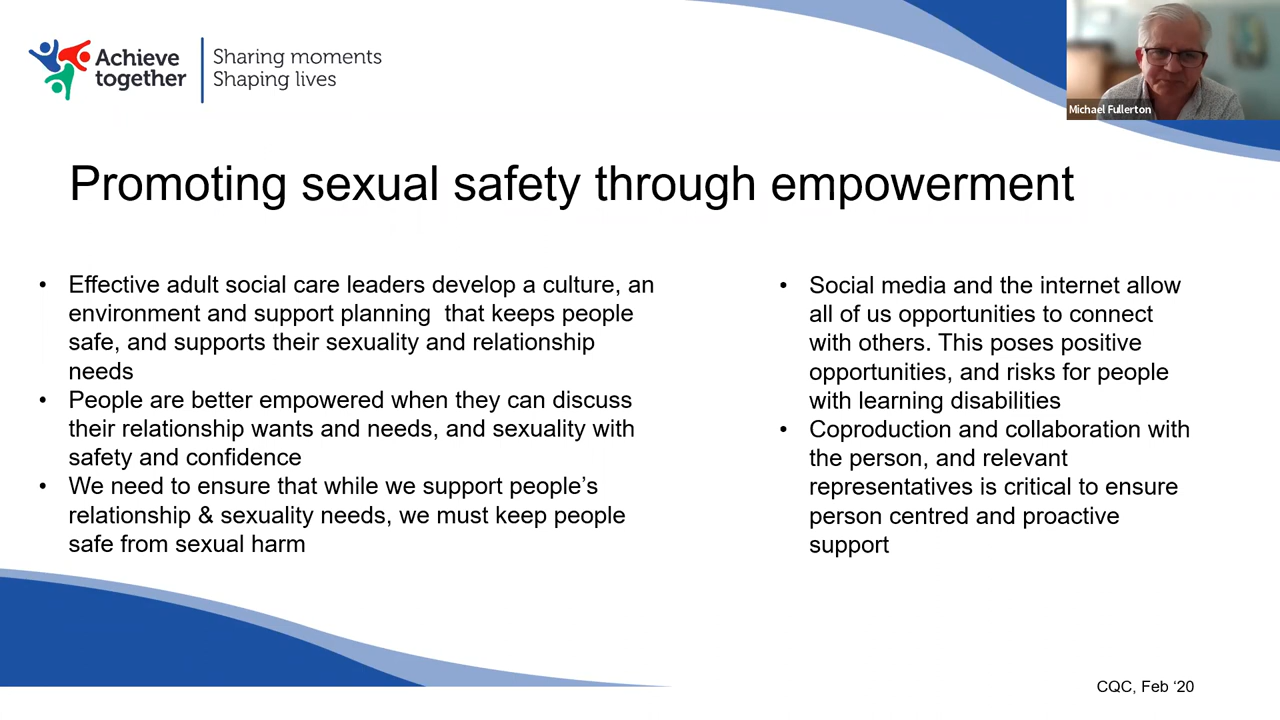 Achieve
together
Sharing moments
Shaping lives
Michael Fullerton
Promoting sexual safety through empowerment
• Effective adult social care leaders develop a culture, an
environment and support planning  that keeps people
safe, and supports their sexuality and relationship
needs
• People are better empowered when they can discuss
their relationship wants and needs, and sexuality with
safety and confidence
• We need to ensure that while we support people’s
relationship & sexuality needs, we must keep people
safe from sexual harm
• Social media and the internet allow
all of us opportunities to connect
with others. This poses positive
opportunities, and risks for people
with learning disabilities
• Coproduction and collaboration with
the person, and relevant
representatives is critical to ensure
person centred and proactive
support
CQC, Feb ‘20